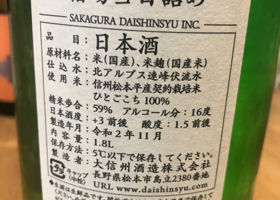 SAKAGURA DAISHINSYU INC.
品目：日本酒
原材料名：米（国産）、米麹（国産米）
仕込水：北アルプス連峰伏流水
使用米：信州松本平契約栽培米
ひとごこち 100％
精米歩合：59％ アルコール分：16度
日本酒度：+3前後 酸度：1.5前後
製造年月：令和2年11月
内容量：1.8L
保存方法：5℃以下で保存してください。
製造者：大信州酒造株式会社
長野県松本市島立2380番地
URL www.daishinsyu.com